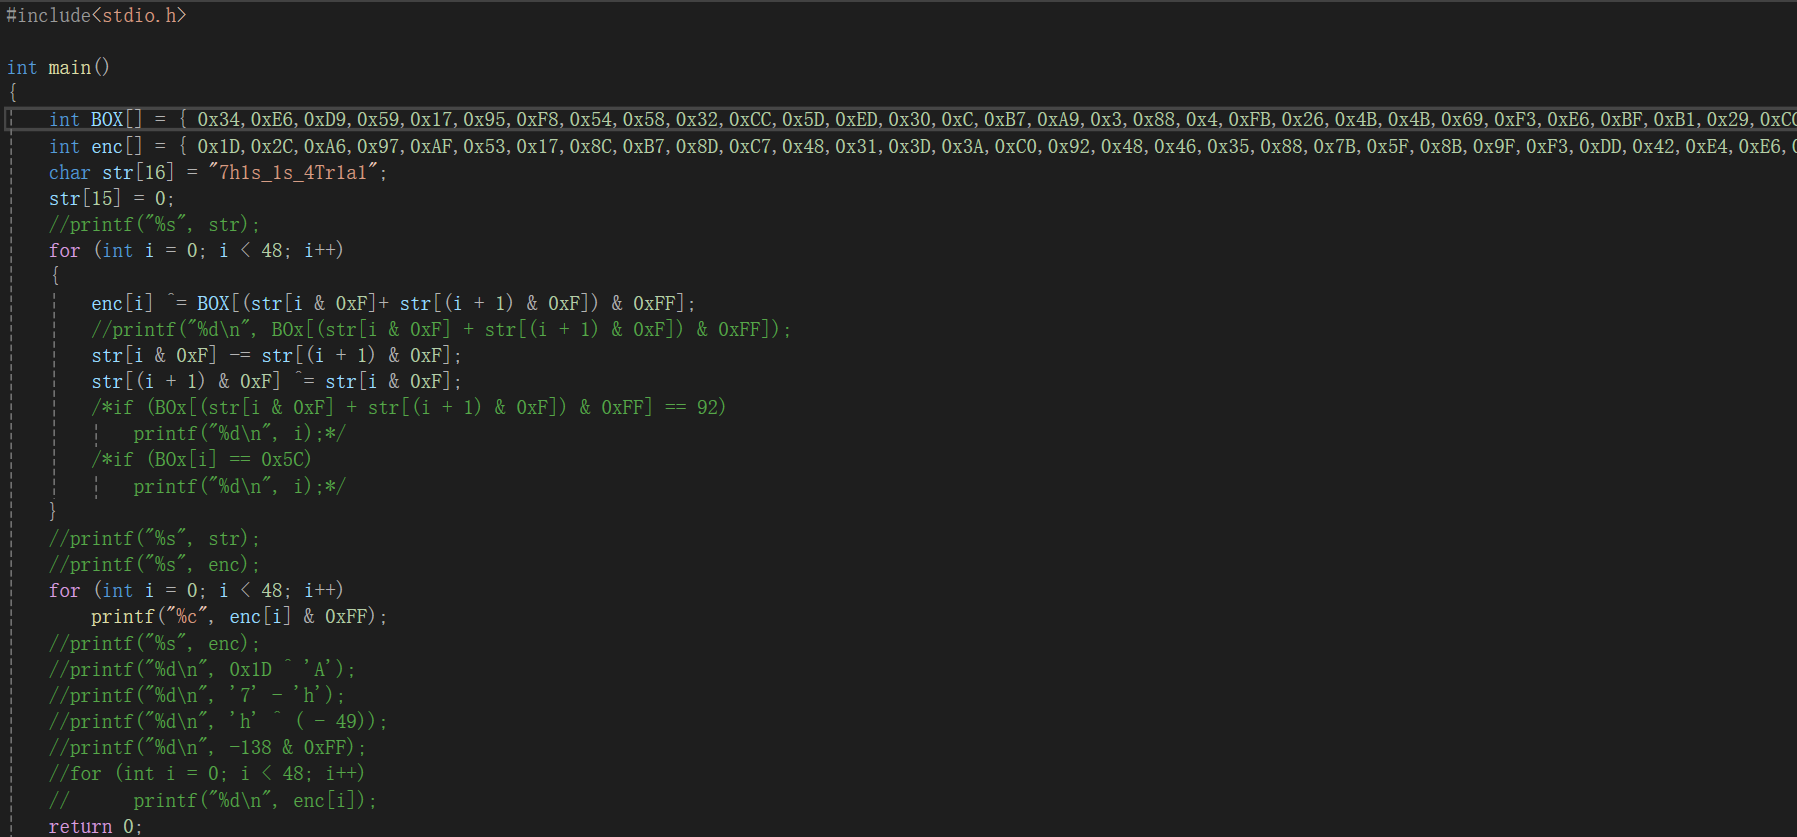 #include<stdio.h>
int main()
{
int BOX[] = { 0x34,0xE6,0xD9,0x59,0x17,0x95,0xF8,0x54,0x58,0x32,0xCC,0x5D,0xED,0x30,0xC,0xB7,0xA9,0x3,0x88,0x4,0xFB,0x26,0x4B,0x4B,0x69,0xF3,0xE6,0xBF,0xB1,0x29,0xC0
int enc[] = { 0x1D,0x2C,0xA6,0x97,0xAF,0x53,0x17,0x8C,0xB7,0x8D,0xC7,0x48,0x31,0x3D,0x3A,0xC0,0x92,0x48,0x46,0x35,0x88,0x7B,0x5F,0x8B,0x9F,0xF3,0xDD,0x42,0xE4,0xE6,
char str[16] = "7h1s_1s_4Tr1a1";
str[15] = 0;
//printf("%s", str);
for (int i = 0; i < 48; i++)
{
enc[i] ^= BOX[(str[i & 0xF]+ str[(i + 1) & 0xF]) & 0xFF];
//printf("%d\n", BOx[(str[i & 0xF] + str[(i + 1) & 0xF]) & 0xFF]);
str[i & 0xF] -= str[(i + 1) & 0xF];
str[(i + 1) & 0xF] ^= str[i & 0xF];
/*if (BOx[(str[i & 0xF] + str[(i + 1) & 0xF]) & 0xFF] == 92)
printf("%d\n", i);*/
/*if (BOx[i] == 0x5C)
printf("%d\n", i);*/
}
//printf("%s", str);
//printf("%s", enc);
for (int i = 0; i < 48; i++)
printf("%c", enc[i] & 0xFF);
//printf("%s", enc);
//printf("%d\n", 0x1D ^ 'A');
//printf("%d\n", '7' - 'h');
//printf("%d\n", 'h' ^ ( - 49));
//printf("%d\n", -138 & 0xFF);
//for (int i = 0; i < 48; i++)
// printf("%d\n", enc[i]);
return 0;